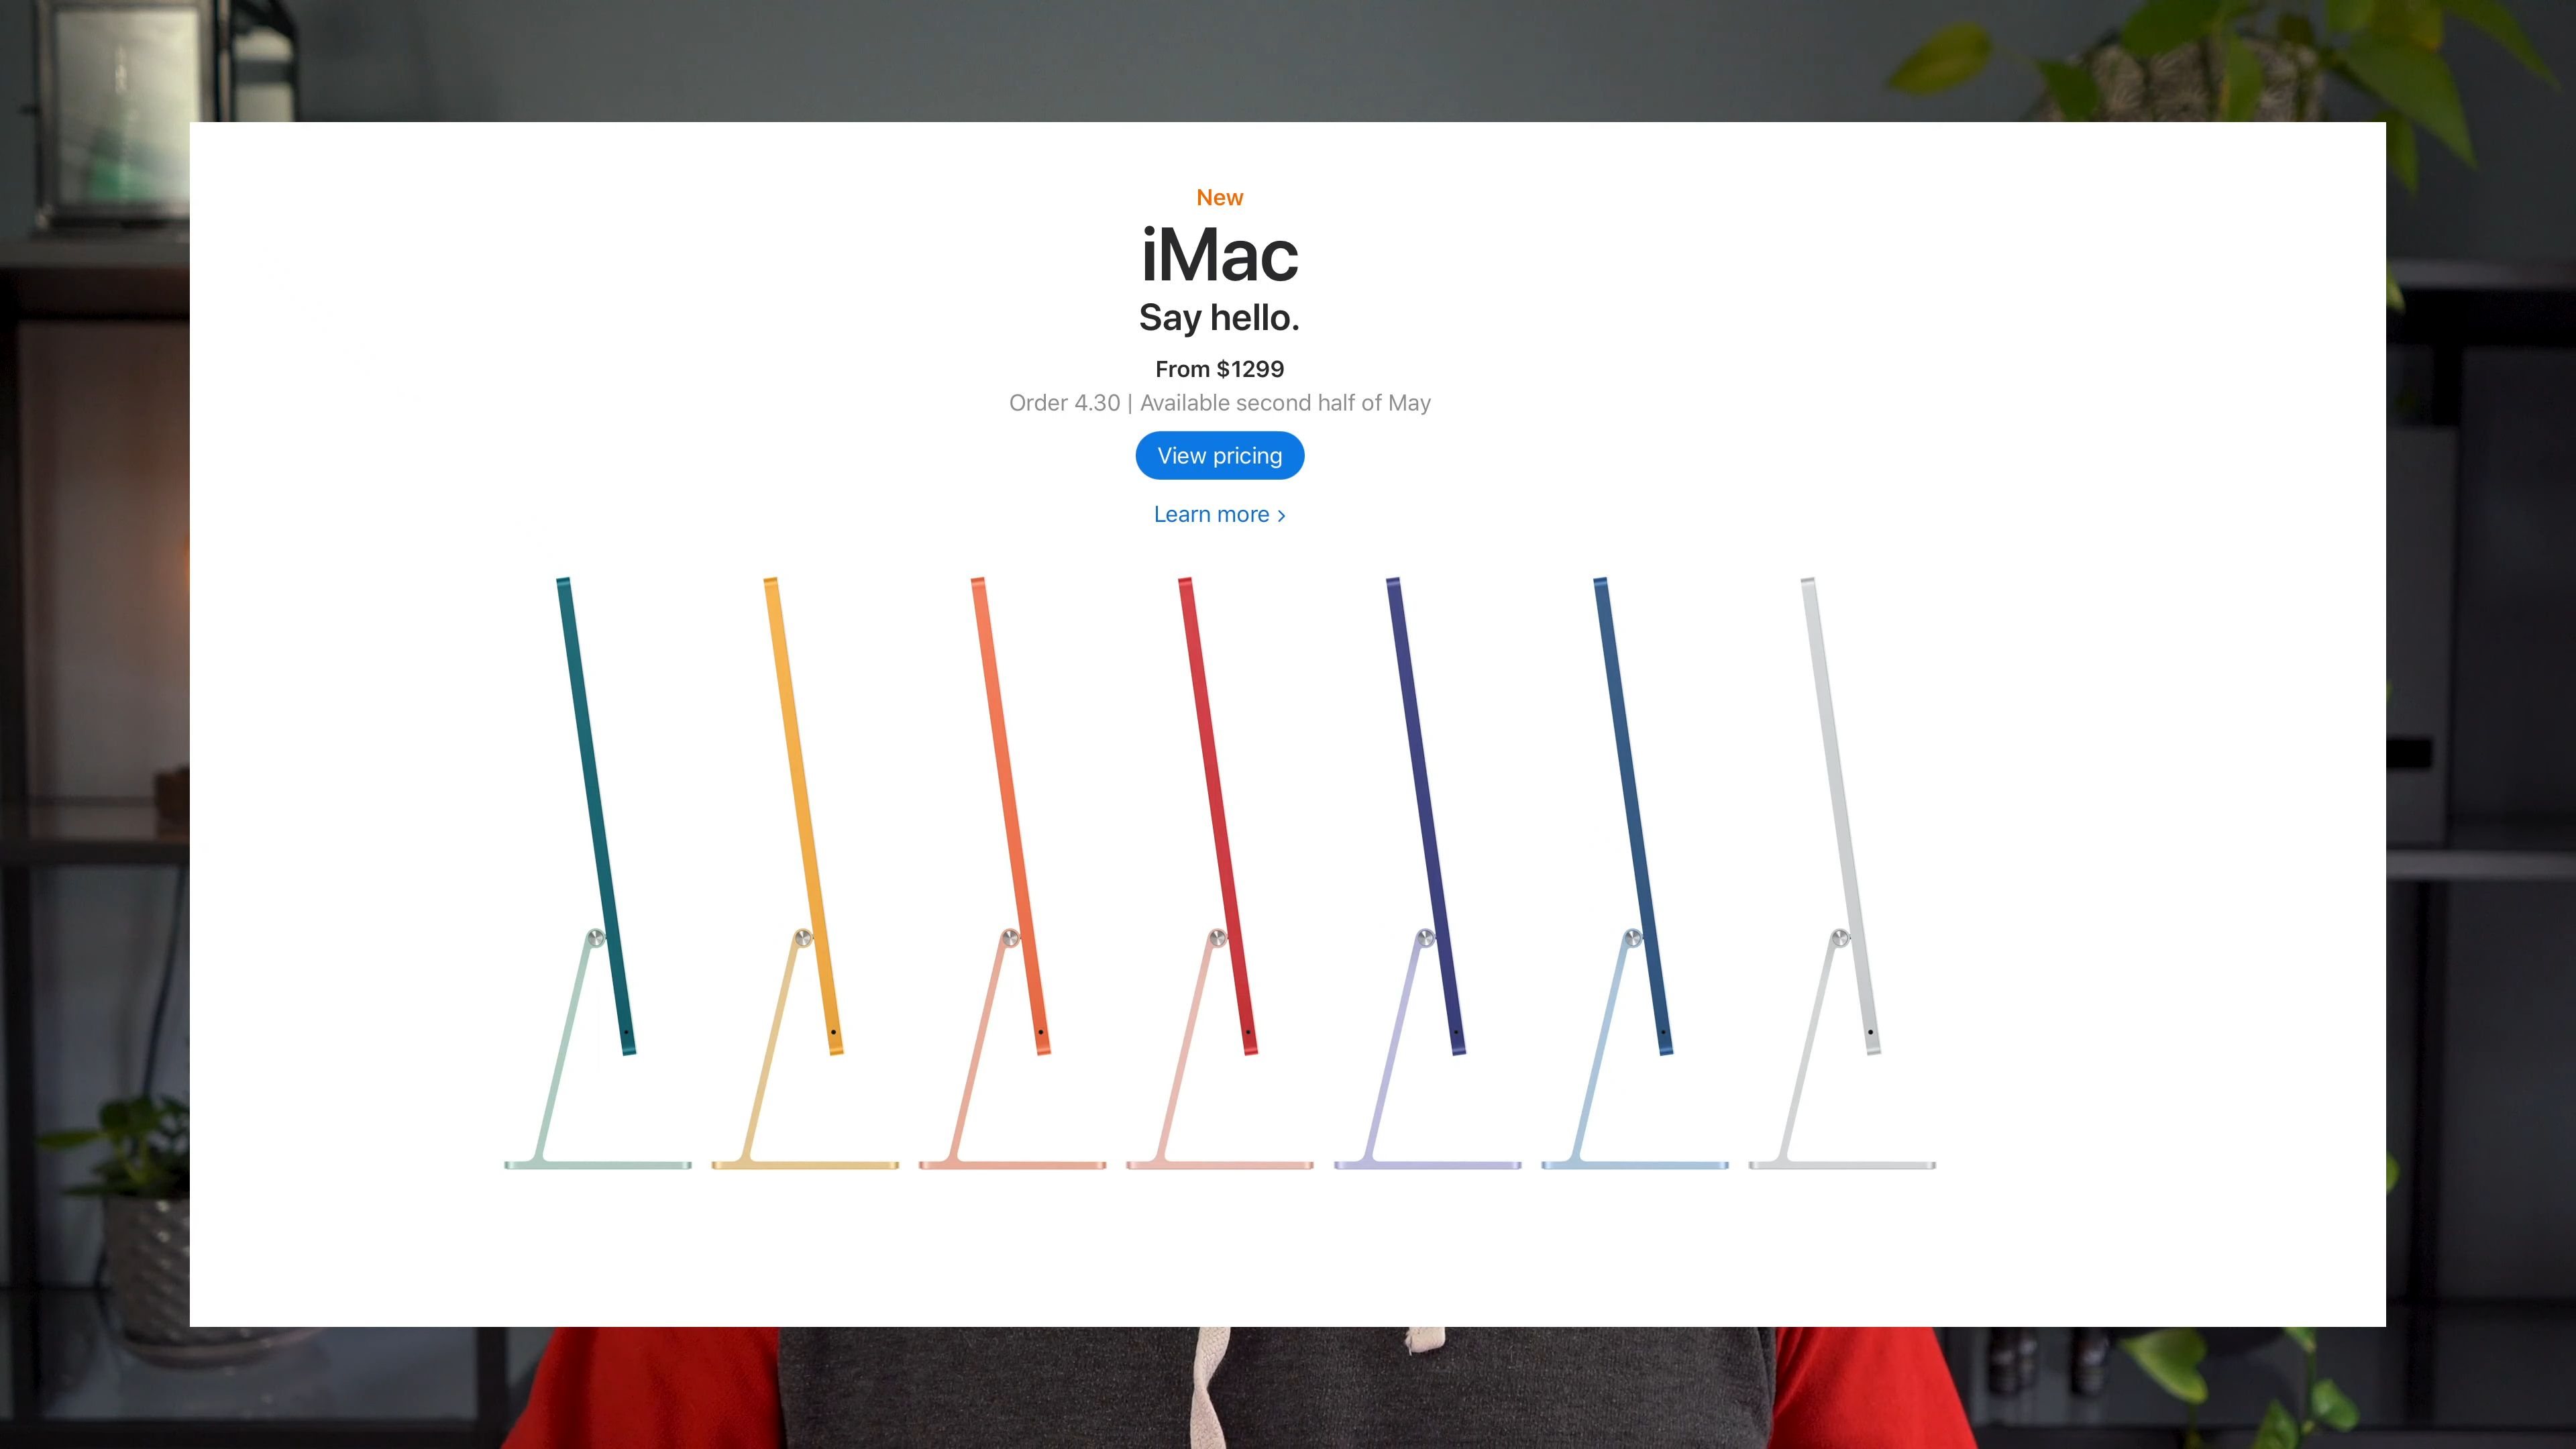 New
iMac
Say hello.
From $1299
Order 4.30 | Available second half of May
View pricing
Learn more >